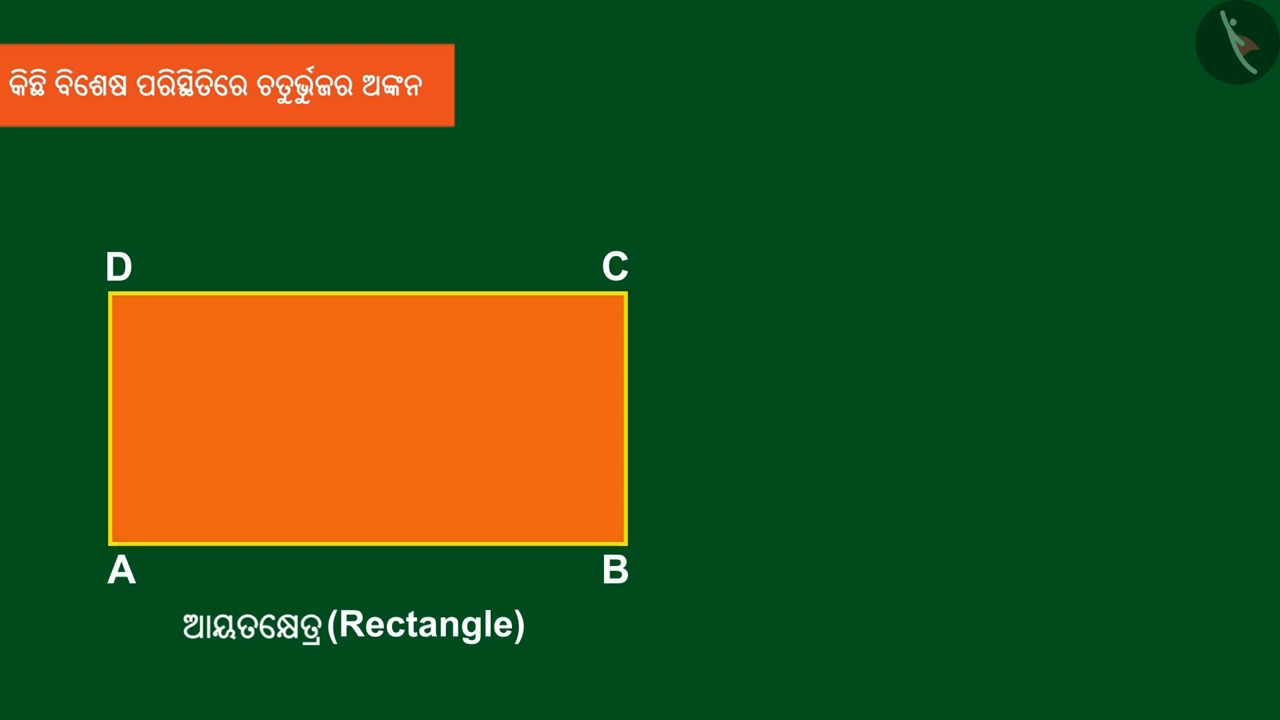 କିଛି ବିଶେଷ ପରିସ୍ଥିତିରେ ଚତୁର୍ଭୁଜର ଅଙ୍କନ
D C
A B
ଆୟତକ୍ଷେତ୍ର (Rectangle)